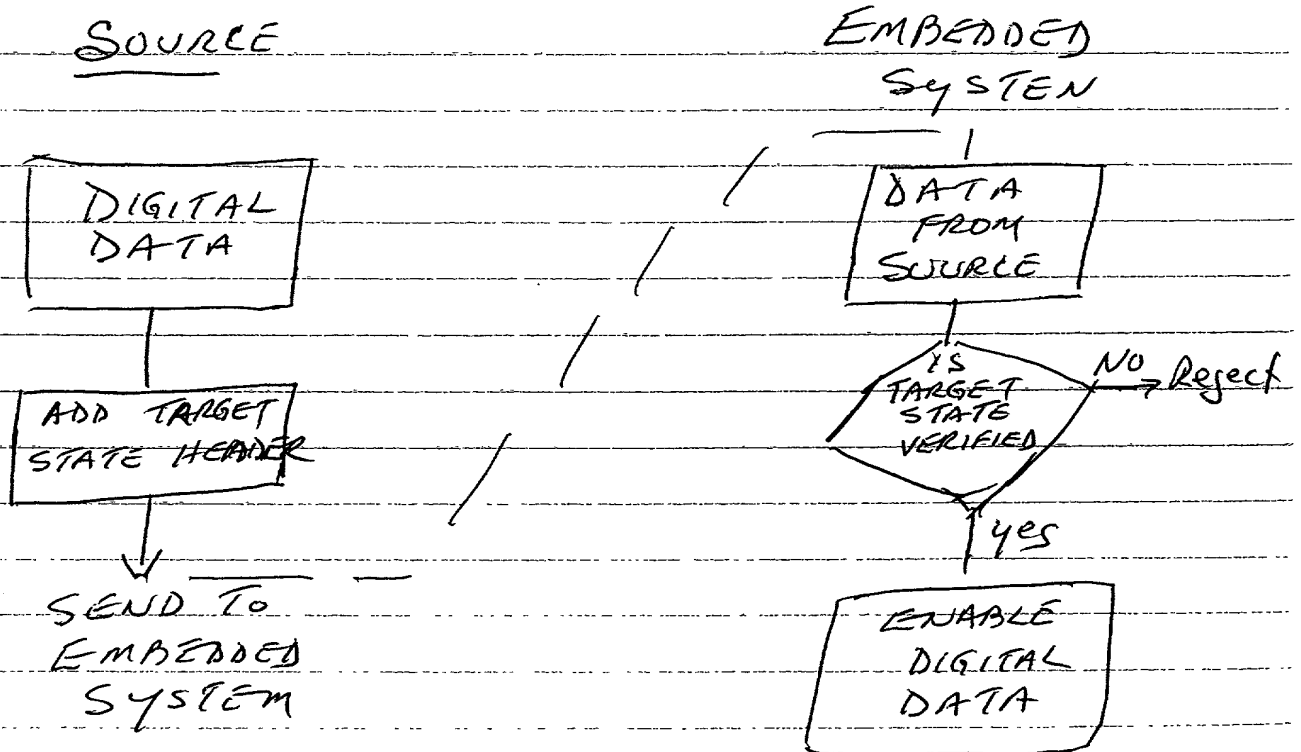 SOURCE
DIGITAL
DATA
ADD TARGET
STATE HEADER
SEND TO
EMBEDDED
SYSTEM
EMBEDDED
SYSTEN
DATA
FROM
SOURCE
IS
TARGET
STATE
VERIFIED
NO
Reject
yes
ENABLE
DIGITAL
DATA